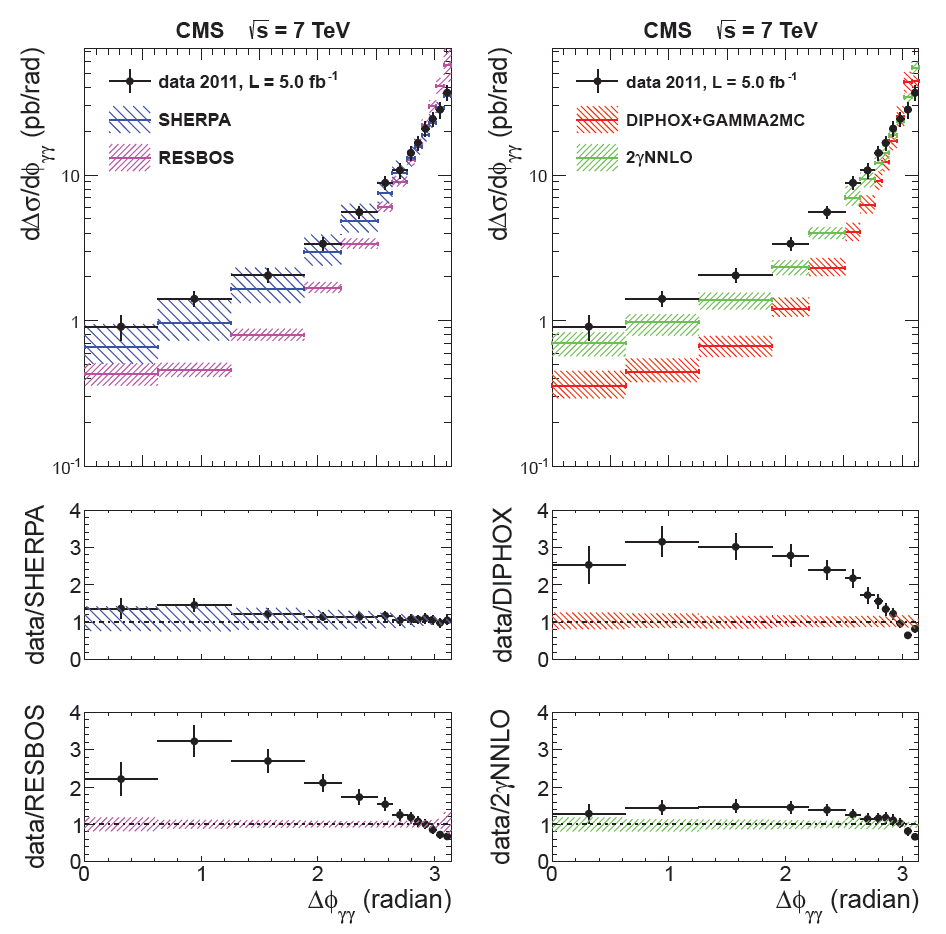 CMS √s = 7 TeV
dΔσ/dϕγγ (pb/rad)
data 2011, L = 5.0 fb-1
SHERPA
RESBOS
10
1
10-1
data/SHERPA
4
3
2
1
0
data/RESBOS
4
3
2
1
0
0 1 2 3
Δϕγγ (radian)
CMS √s = 7 TeV
dΔσ/dϕγγ (pb/rad)
data 2011, L = 5.0 fb-1
DIPHOX+GAMMA2MC
2γNNLO
10
1
10-1
data/DIPHOX
4
3
2
1
0
data/2γNNLO
4
3
2
1
0
0 1 2 3
Δϕγγ (radian)